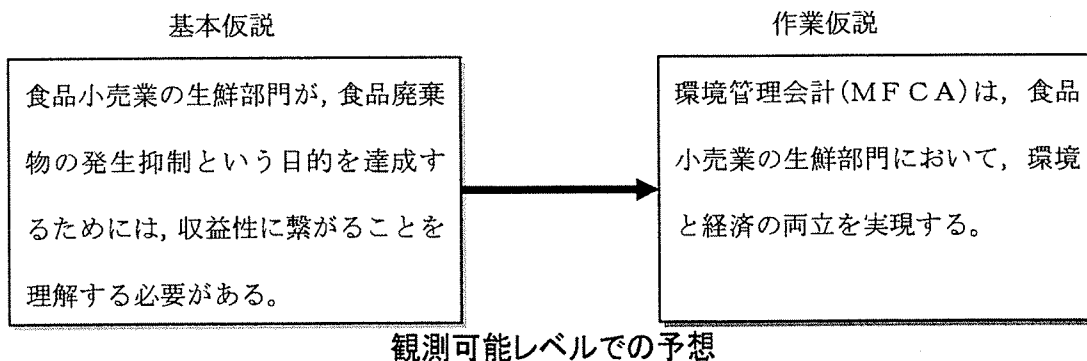 基本仮説
作業仮説
食品小売業の生鮮部門が, 食品廃棄
物の発生抑制という目的を達成す
るためには, 収益性に繋がることを
理解する必要がある。
環境管理会計(MFCA)は, 食品
小売業の生鮮部門において, 環境
と経済の両立を実現する。
観測可能レベルでの予想